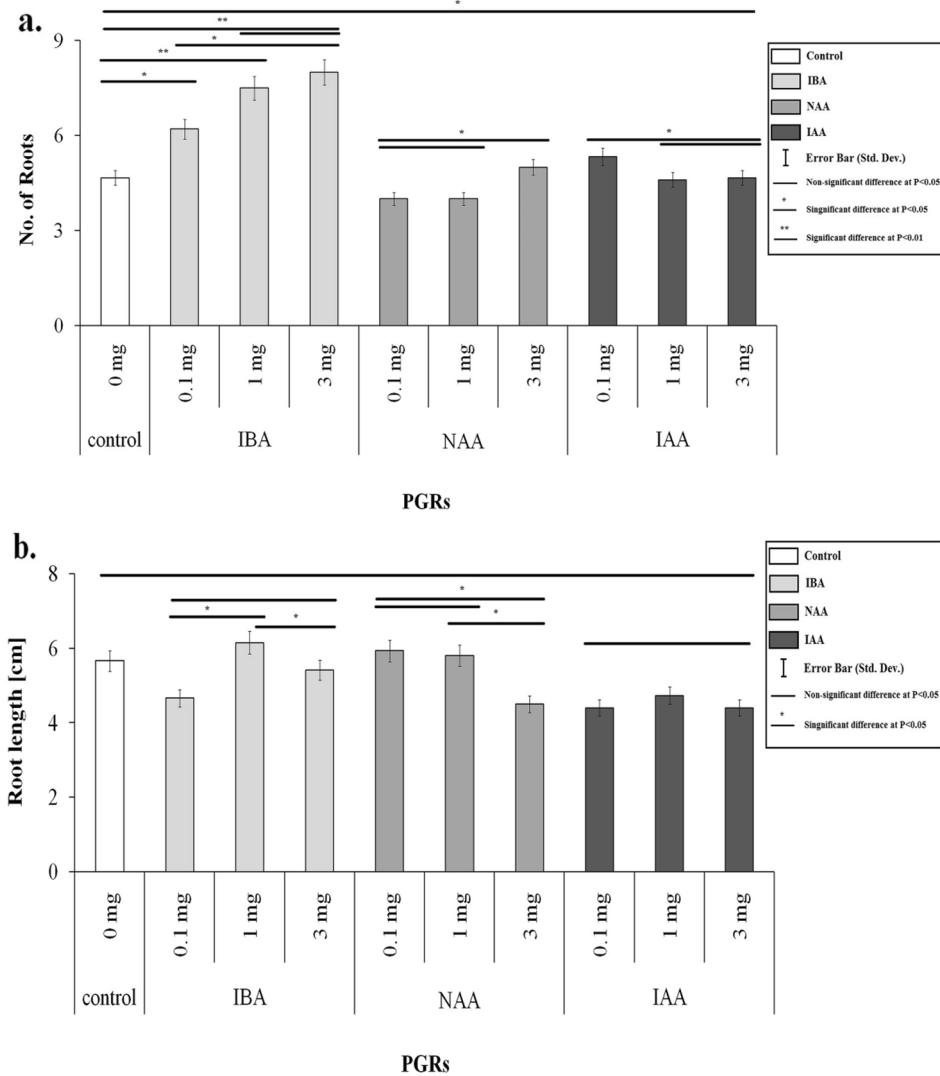 a.
*
**
*
**
*
*
*
9
6
3
0
No. of Roots
0 mg
0.1 mg
1 mg
3 mg
0.1 mg
1 mg
3 mg
0.1 mg
1 mg
3 mg
control
IBA
NAA
IAA
PGRs
Control
IBA
NAA
IAA
Error Bar (Std. Dev.)
Non-significant difference at P<0.05
* Singnificant difference at P<0.05
** Significant difference at P<0.01
b.
*
*
*
*
8
6
4
2
0
Root length [cm]
0 mg
0.1 mg
1 mg
3 mg
0.1 mg
1 mg
3 mg
0.1 mg
1 mg
3 mg
control
IBA
NAA
IAA
PGRs
Control
IBA
NAA
IAA
Error Bar (Std. Dev.)
Non-significant difference at P<0.05
* Singnificant difference at P<0.05